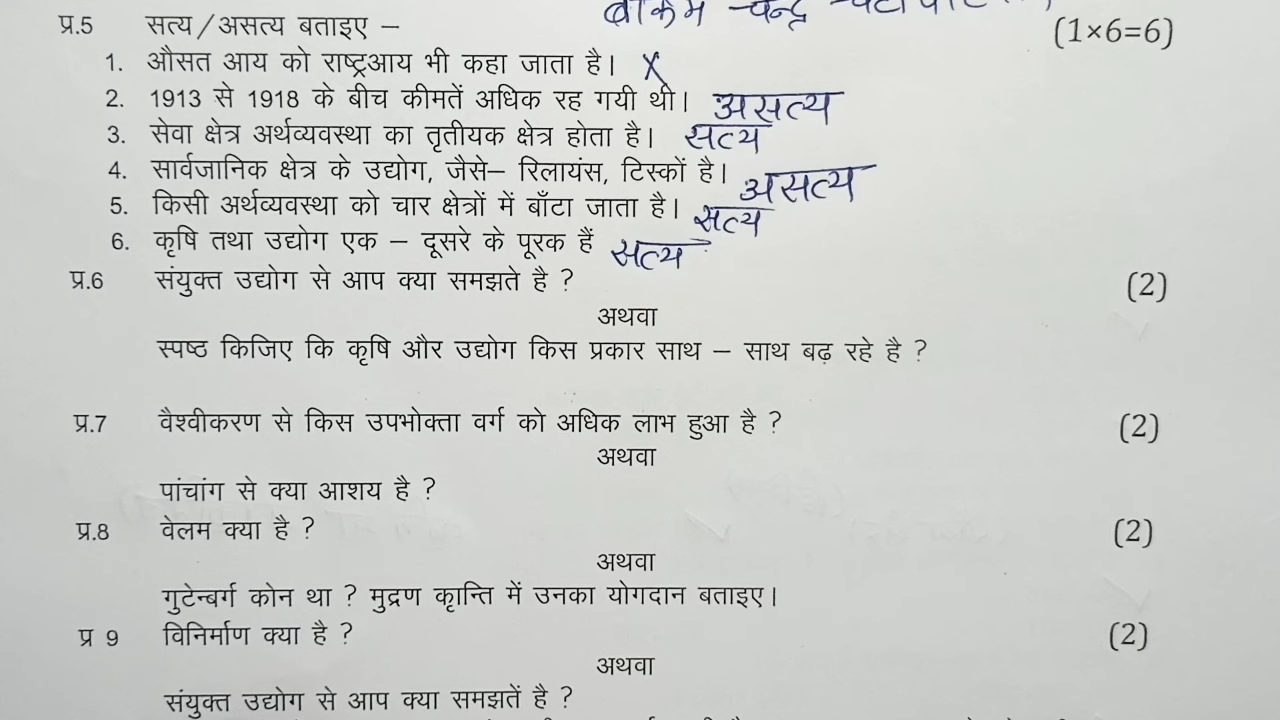 बंकिम चन्द्र
प्र.5 सत्य/असत्य बताइए – (1×6=6)
1. औसत आय को राष्ट्रआय भी कहा जाता है। X
2. 1913 से 1918 के बीच कीमतें अधिक रह गयी थी। असत्य
3. सेवा क्षेत्र अर्थव्यवस्था का तृतीयक क्षेत्र होता है। सत्य
4. सार्वजानिक क्षेत्र के उद्योग, जैसे– रिलायंस, टिस्कों है। असत्य
5. किसी अर्थव्यवस्था को चार क्षेत्रों में बाँटा जाता है। सत्य
6. कृषि तथा उद्योग एक – दूसरे के पूरक हैं सत्य
प्र.6 संयुक्त उद्योग से आप क्या समझते है ? (2)
अथवा
स्पष्ठ किजिए कि कृषि और उद्योग किस प्रकार साथ – साथ बढ़ रहे है ?
प्र.7 वैश्वीकरण से किस उपभोक्ता वर्ग को अधिक लाभ हुआ है ? (2)
अथवा
पांचांग से क्या आशय है ?
प्र.8 वेलम क्या है ? (2)
अथवा
गुटेन्बर्ग कोन था ? मुद्रण कृान्ति में उनका योगदान बताइए।
प्र 9 विनिर्माण क्या है ? (2)
अथवा
संयुक्त उद्योग से आप क्या समझतें है ?